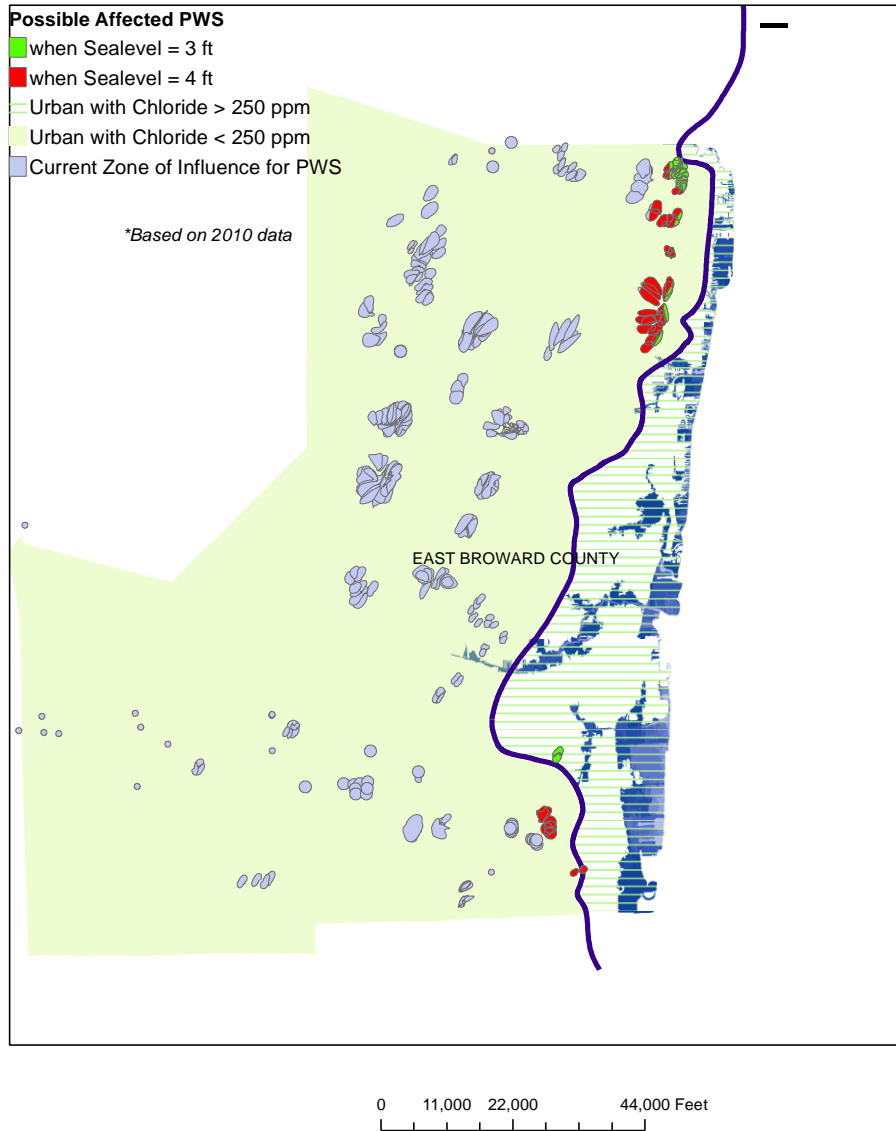 Possible Affected PWS
when Sealevel = 3 ft
when Sealevel = 4 ft
Urban with Chloride > 250 ppm
Urban with Chloride < 250 ppm
Current Zone of Influence for PWS
*Based on 2010 data
EAST BROWARD COUNTY
0 11,000 22,000 44,000 Feet